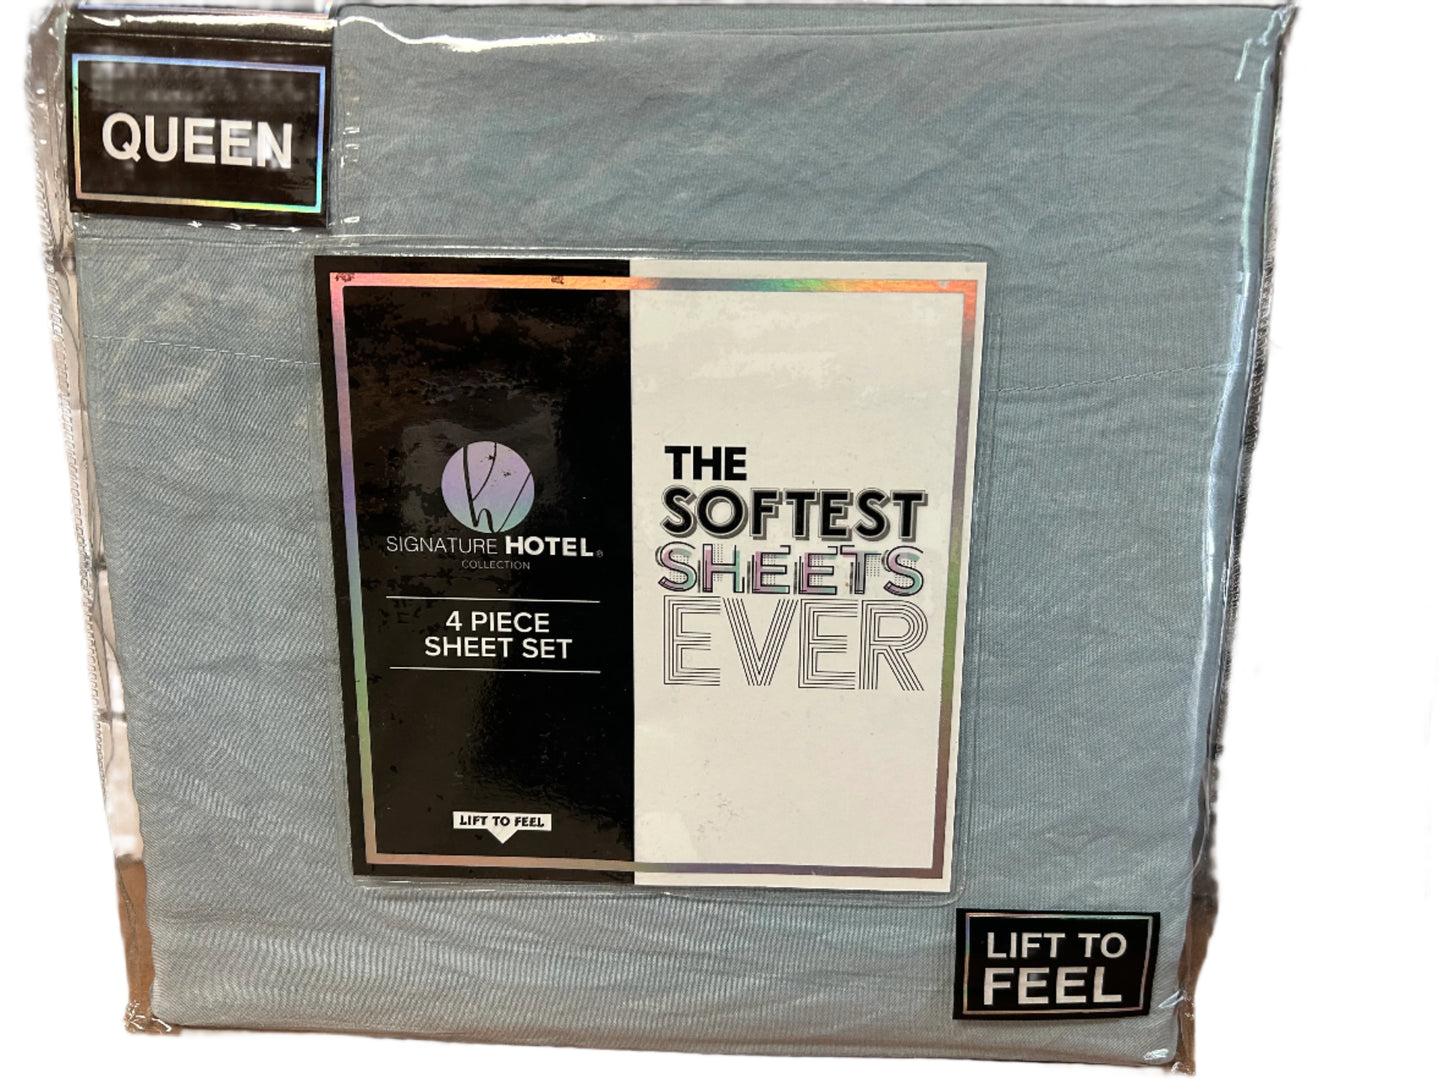 QUEEN
SIGNATURE HOTEL®
COLLECTION
4 PIECE
SHEET SET
LIFT TO FEEL
THE
SOFTEST
SHEETS
EVER
LIFT TO
FEEL